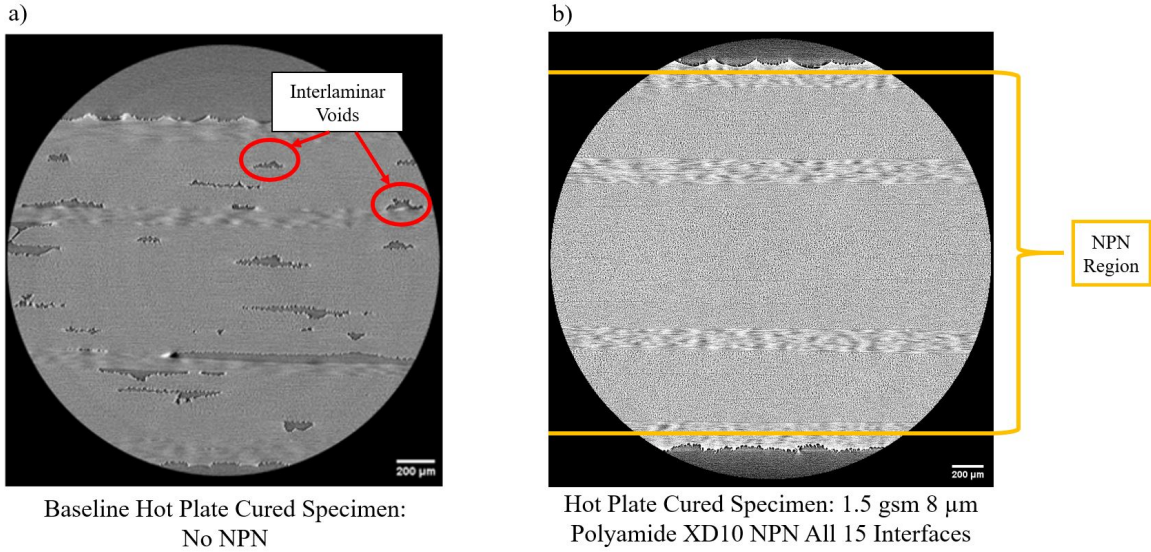 a)
Interlaminar
Voids
200 µm
Baseline Hot Plate Cured Specimen:
No NPN
b)
NPN
Region
200 µm
Hot Plate Cured Specimen: 1.5 gsm 8 µm
Polyamide XD10 NPN All 15 Interfaces